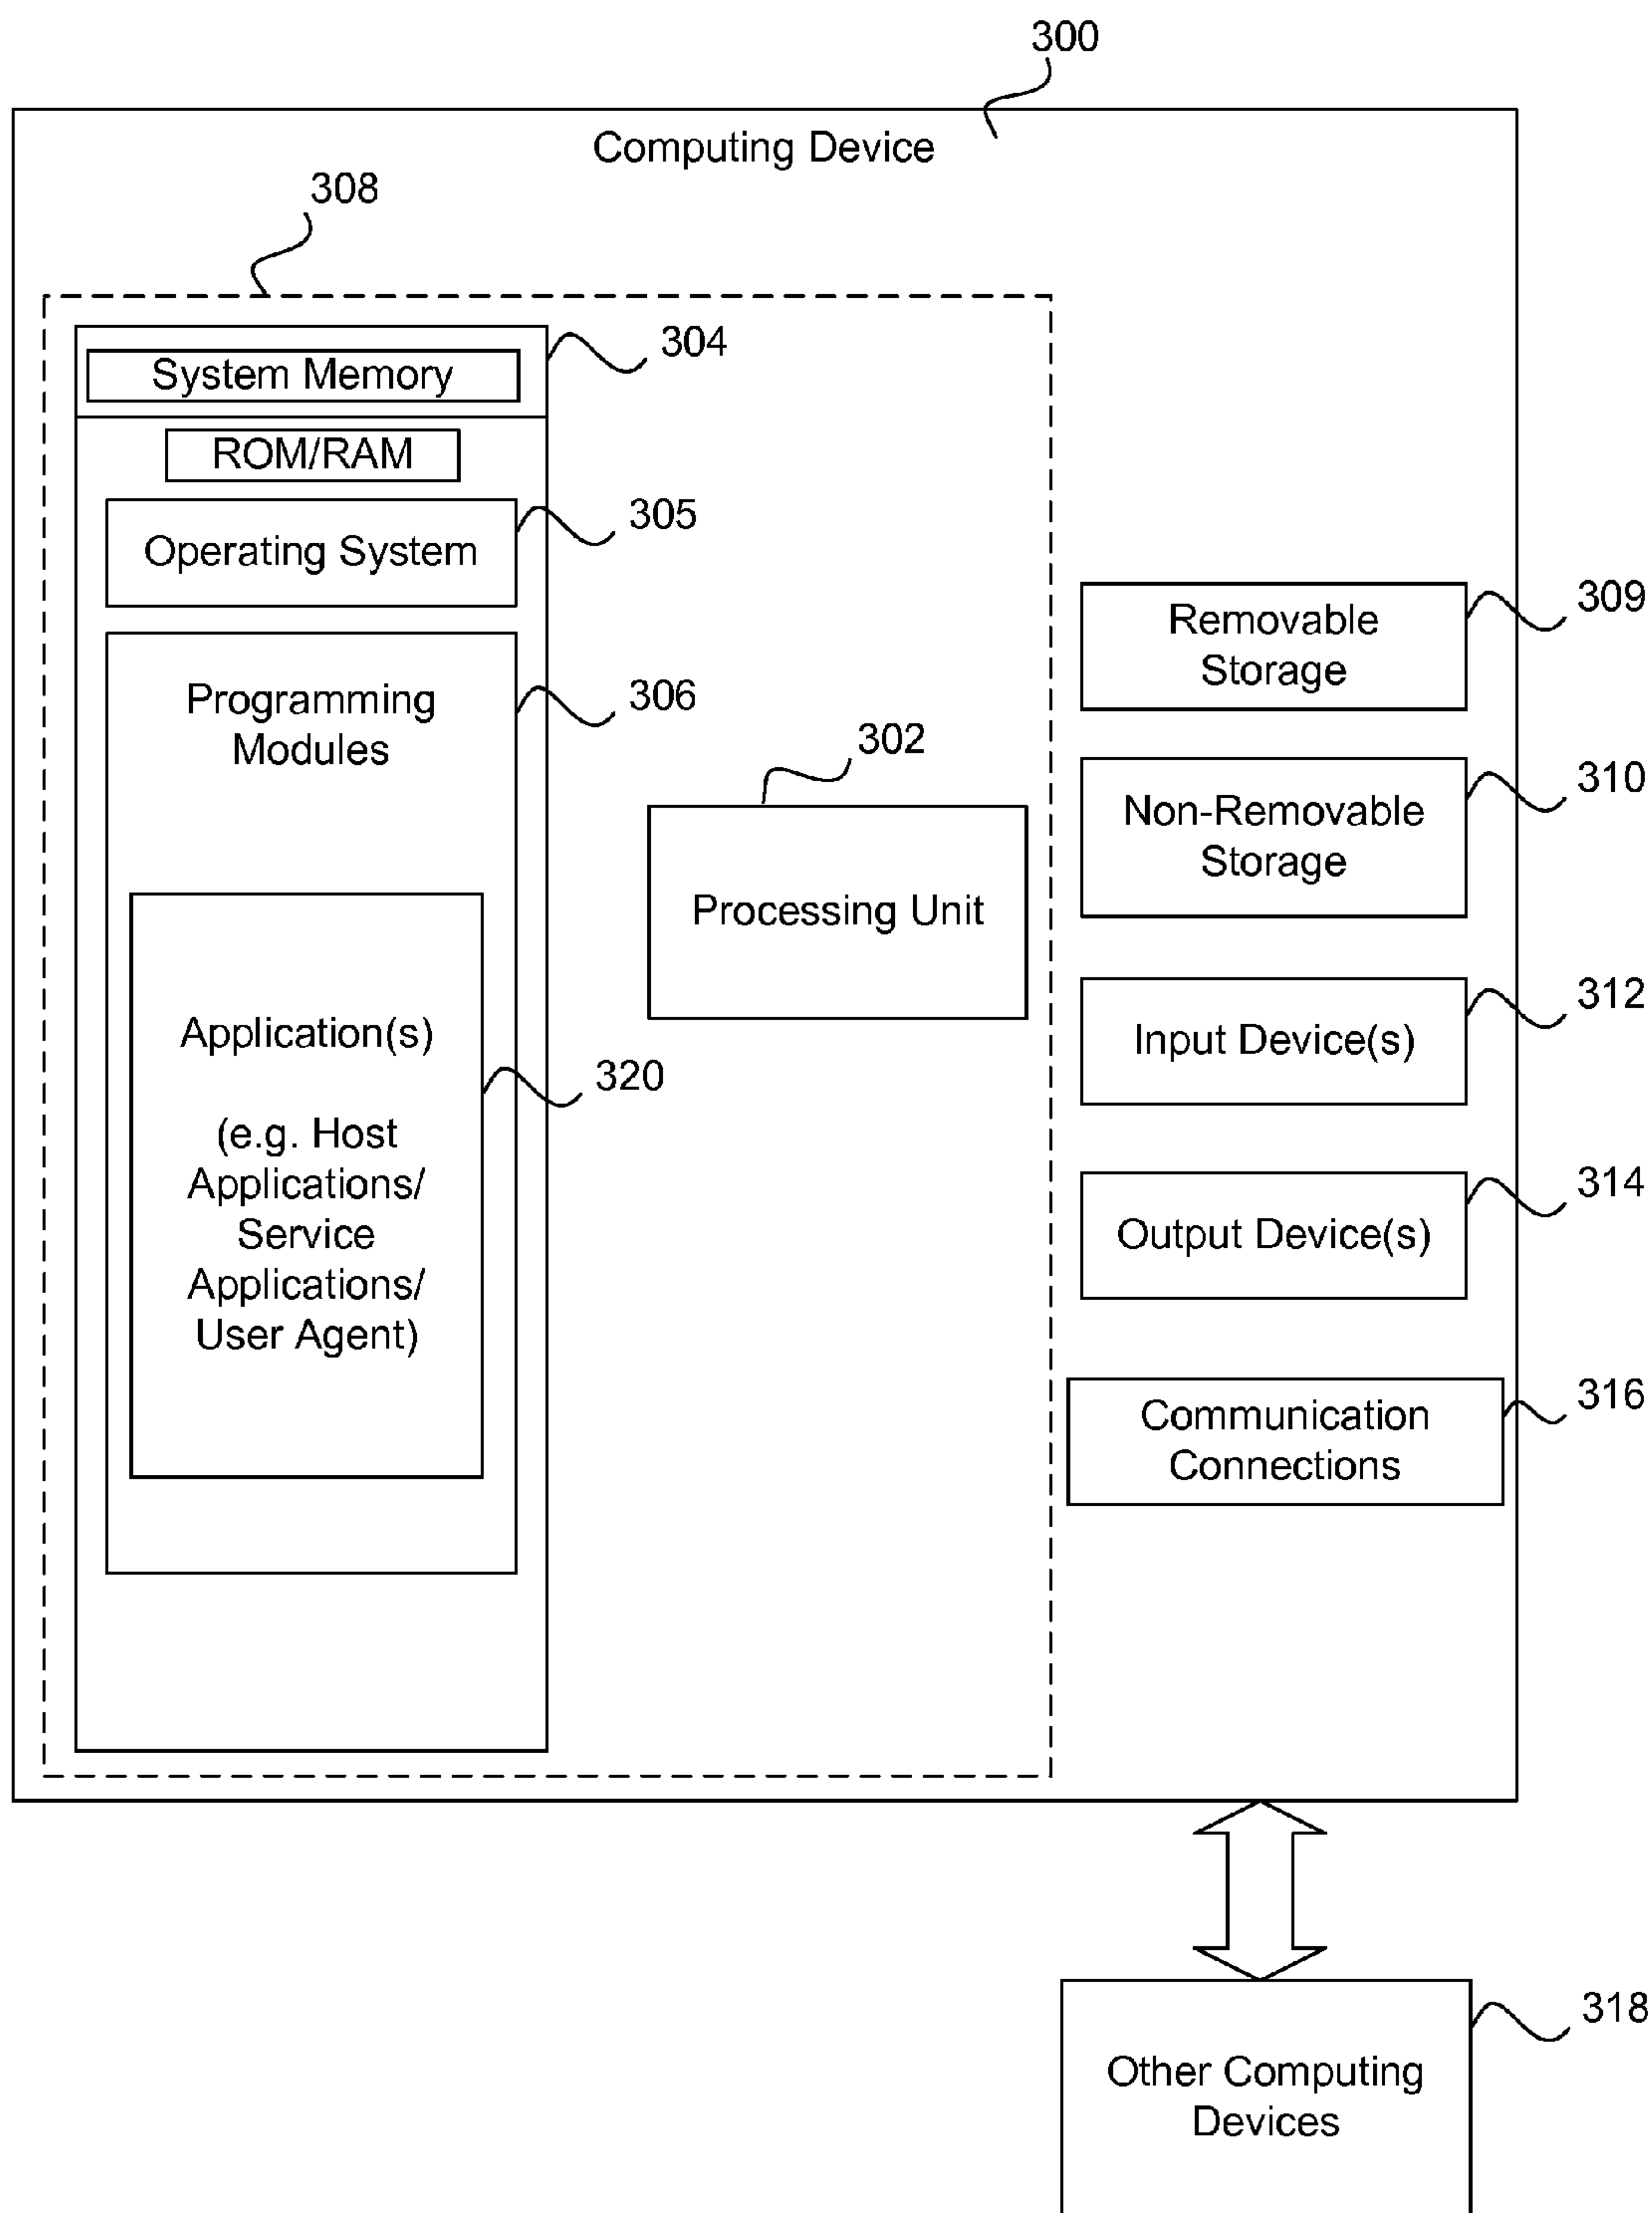 300
Computing Device
308
304
System Memory
ROM/RAM
305
Operating System
306
Programming
Modules
302
Processing Unit
320
Application(s)
(e.g. Host
Applications/
Service
Applications/
User Agent)
309
Removable
Storage
310
Non-Removable
Storage
312
Input Device(s)
314
Output Device(s)
316
Communication
Connections
318
Other Computing
Devices